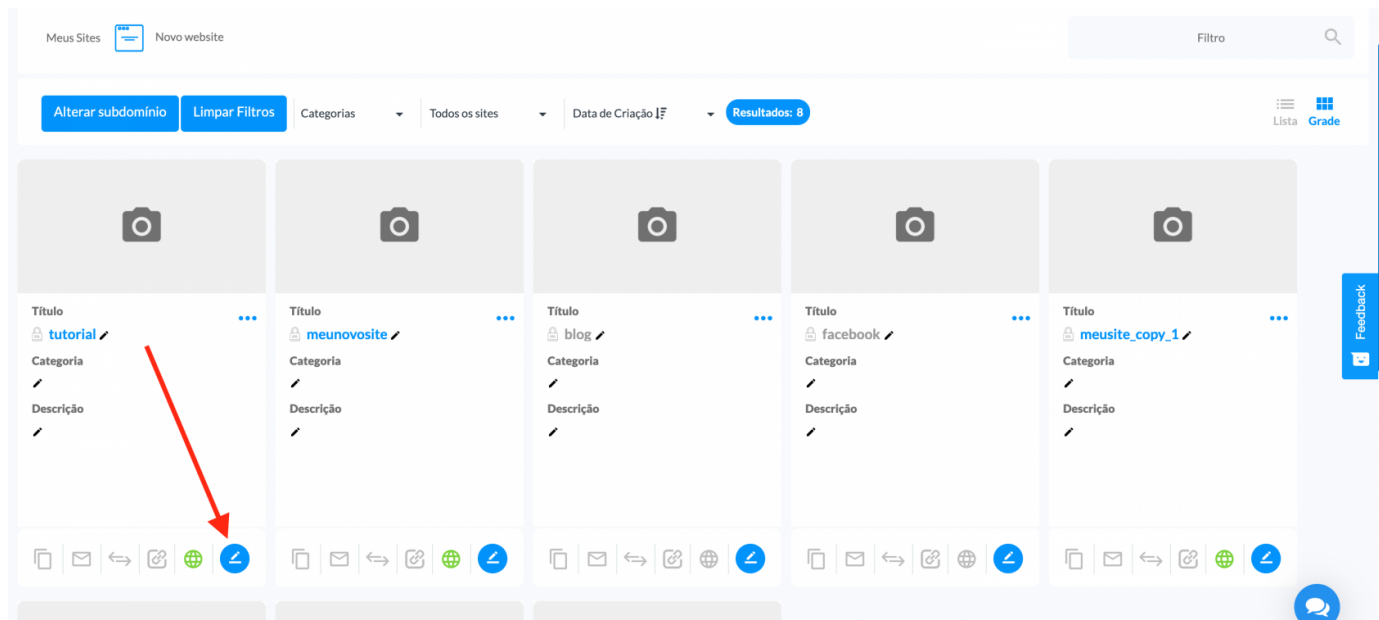 Meus Sites
Novo website
Filtro
Alterar subdomínio
Limpar Filtros
Categorias
Todos os sites
Data de Criação
Resultados: 8
Lista
Grade
Título
tutorial
Categoria
Descrição
Título
meunovosite
Categoria
Descrição
Título
blog
Categoria
Descrição
Título
facebook
Categoria
Descrição
Título
meusite_copy_1
Categoria
Descrição
Feedback